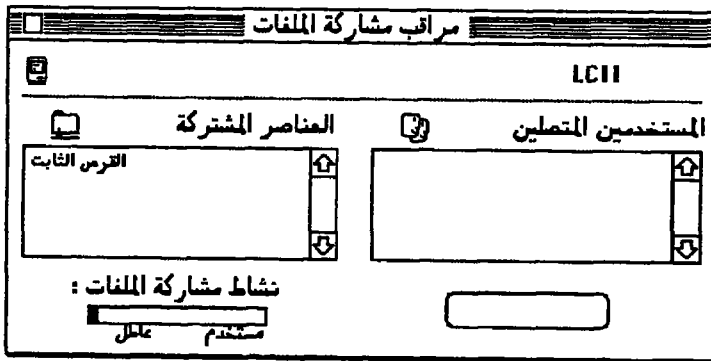 مراقب مشاركة الملفات
LCII
المستخدمين المتصلين
العناصر المشتركة
القرص الثابت
نشاط مشاركة الملفات :
مستخدم
عاطل